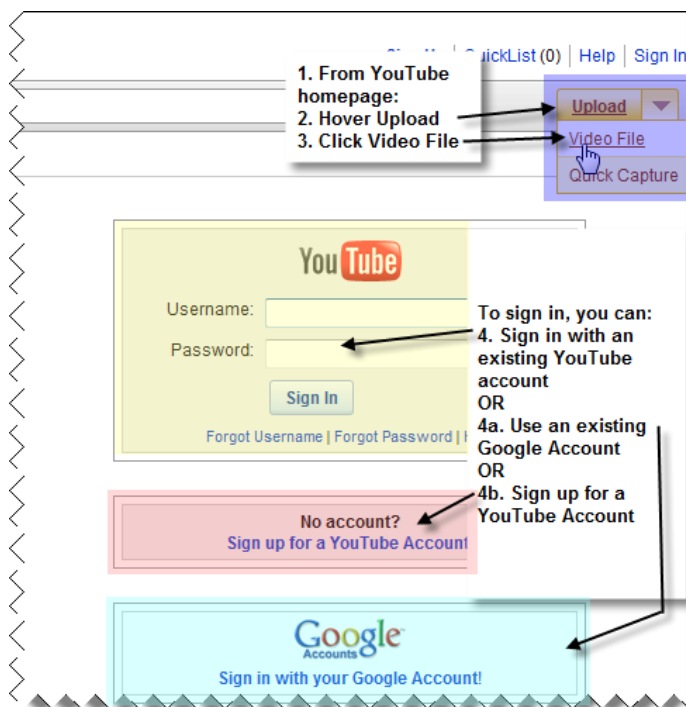 QuickList (0) | Help | Sign In
1. From YouTube
homepage:
2. Hover Upload
3. Click Video File
Upload
Video File
Quick Capture
YouTube
Username:
Password:
Sign In
Forgot Username | Forgot Password |
To sign in, you can:
4. Sign in with an
existing YouTube
account
OR
4a. Use an existing
Google Account
OR
4b. Sign up for a
YouTube Account
No account?
Sign up for a YouTube Account
Google
Accounts
Sign in with your Google Account!